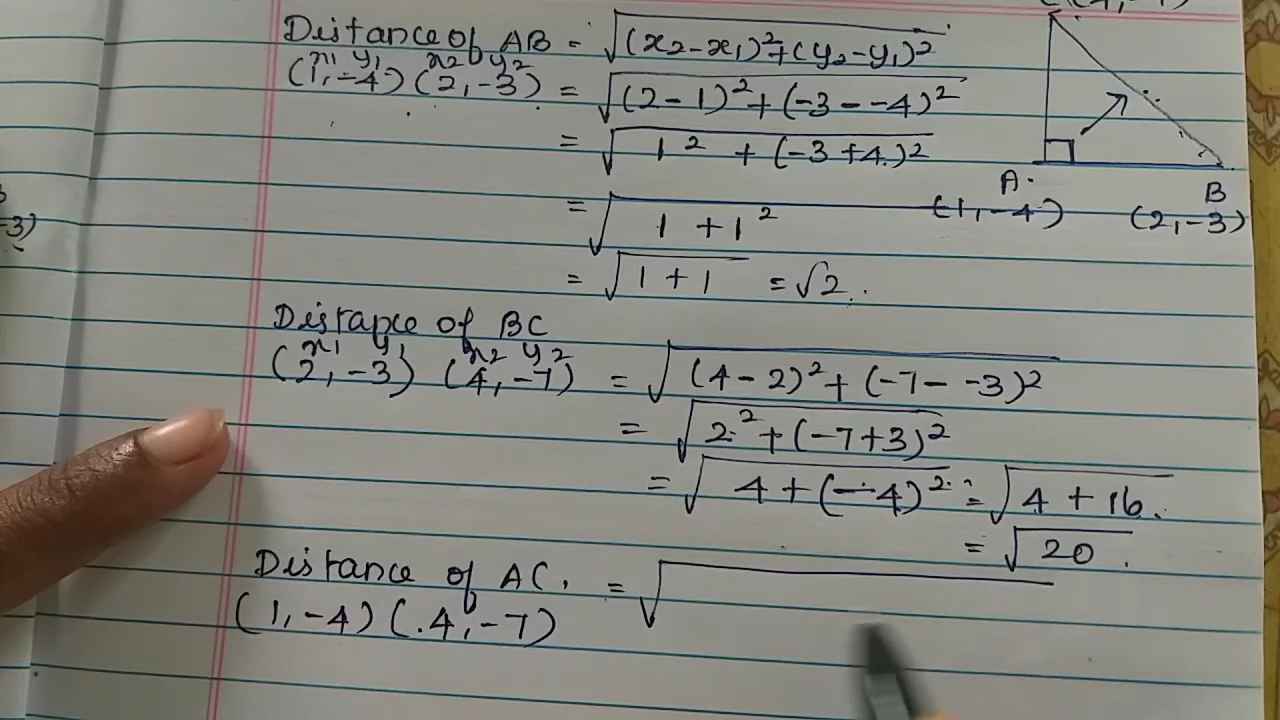 Distance of AB = √(x2-x1)²+(y2-y1)²
x1 y1 x2 y2
(1,-4) (2,-3) = √(2-1)²+(-3--4)²
= √1² + (-3+4)²
= √1+1²
= √1+1 = √2
A
(1,-4)
B
(2,-3)
-3)
Distance of BC
x1 y1 x2 y2
(2,-3) (4,-7) = √(4-2)²+(-7--3)²
= √2²+(-7+3)²
= √4+(-4)² = √4+16.
= √20.
Distance of AC, = √
(1,-4) (4,-7)